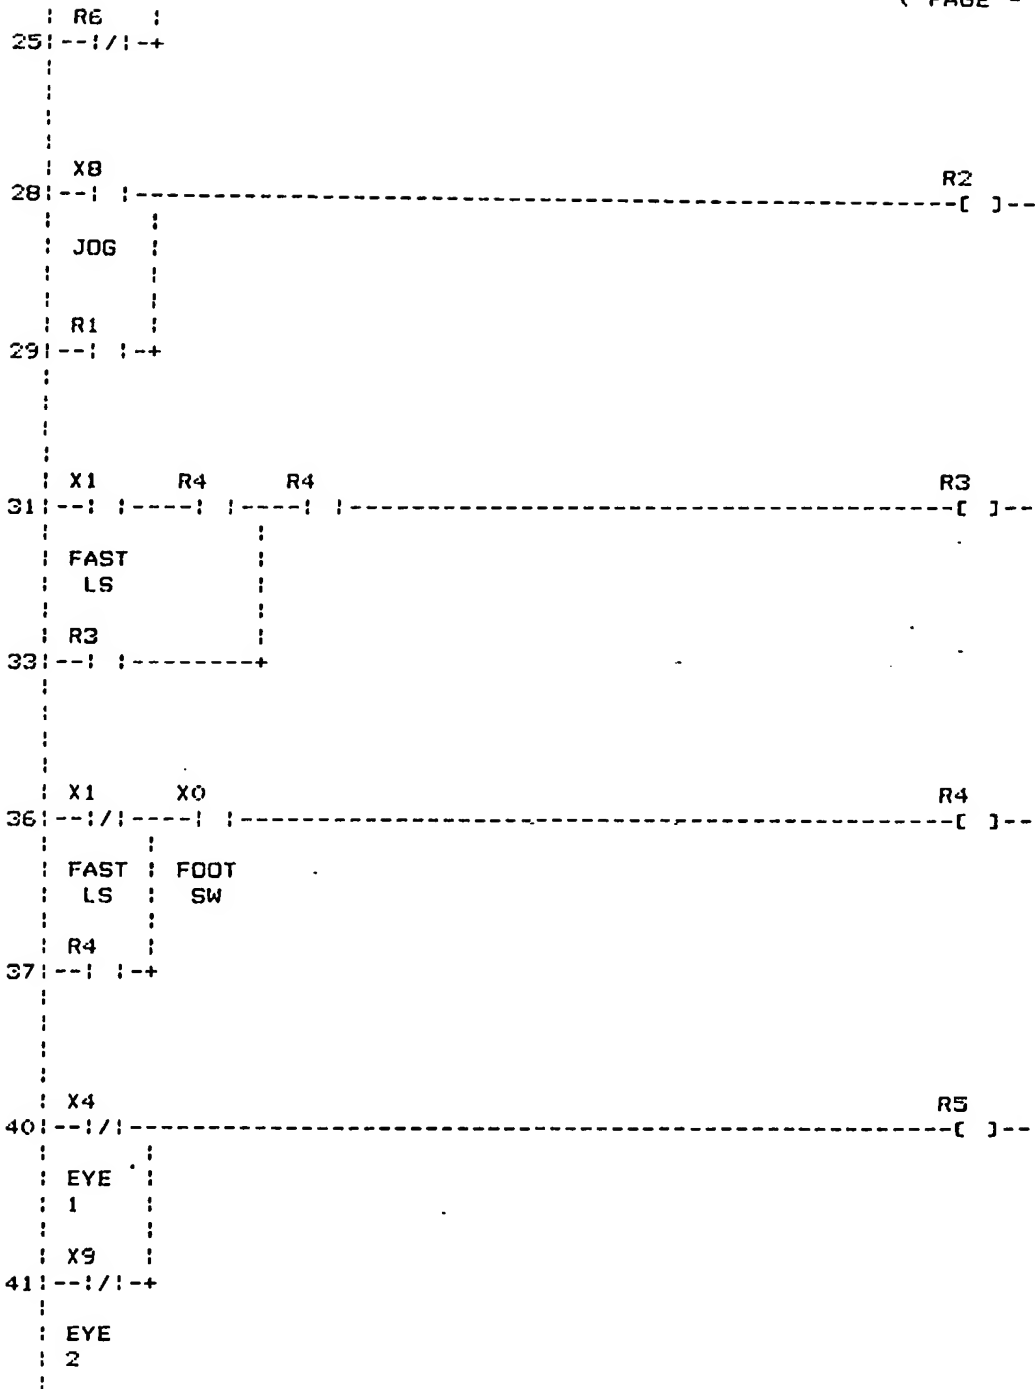 ( PAGE -
R6
25|--|/|-+
X8
R2
28|--| |--------------------[ ]--
JOG
R1
29|--| |-+
X1 R4 R4
R3
31|--| |----| |----| |--------------------[ ]--
FAST
LS
R3
33|--| |---------+
X1 X0
R4
36|--|/|----| |--------------------[ ]--
FAST FOOT
LS SW
R4
37|--| |-+
X4
R5
40|--|/|--------------------[ ]--
EYE
1
X9
41|--|/|-+
EYE
2